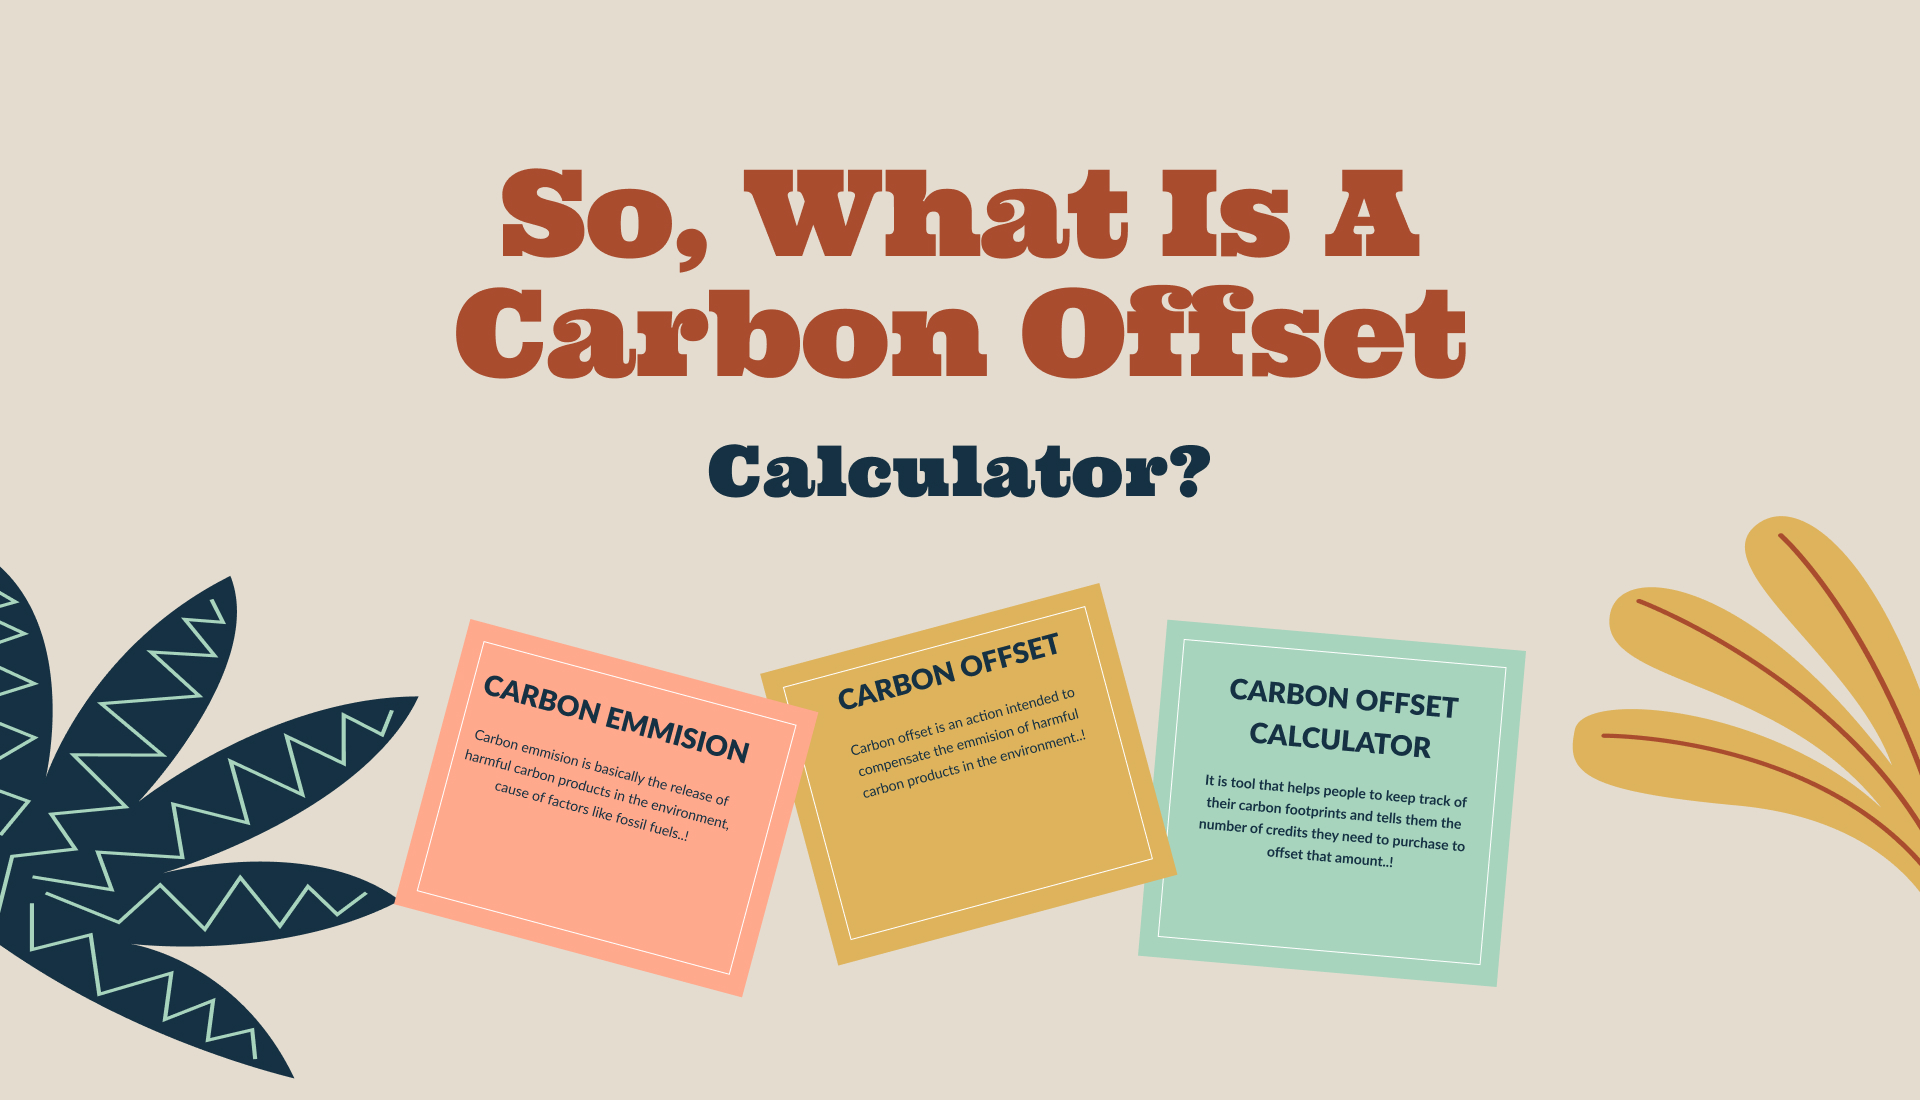 So, What Is A
Carbon Offset
Calculator?
CARBON EMMISION
Carbon emmision is basically the release of
harmful carbon products in the environment,
cause of factors like fossil fuels..!
CARBON OFFSET
Carbon offset is an action intended to
compensate the emmision of harmful
carbon products in the environment..!
CARBON OFFSET
CALCULATOR
It is tool that helps people to keep track of
their carbon footprints and tells them the
number of credits they need to purchase to
offset that amount..!